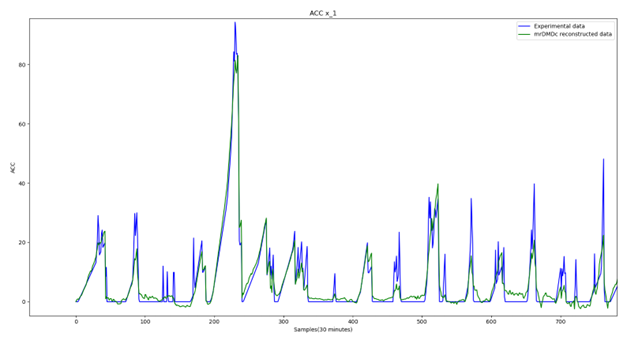 ACC x_1
Experimental data
mrDMDc reconstructed data
80
60
40
20
0
ACC
0 100 200 300 400 500 600 700
Samples(30 minutes)